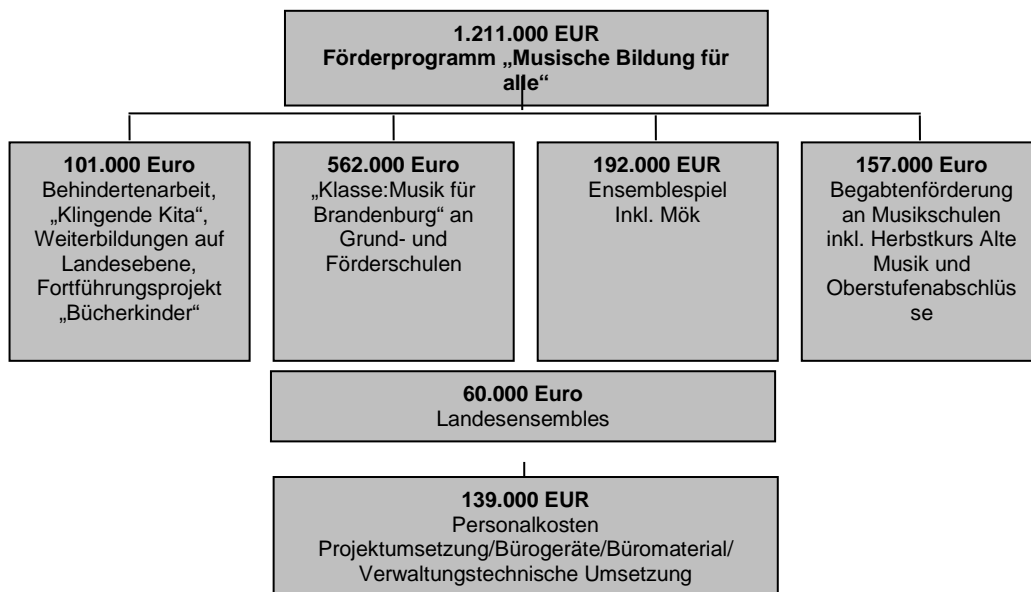 1.211.000 EUR
Förderprogramm „Musische Bildung für
alle“
101.000 Euro
Behindertenarbeit,
„Klingende Kita“,
Weiterbildungen auf
Landesebene,
Fortführungsprojekt
„Bücherkinder“
562.000 Euro
„Klasse:Musik für
Brandenburg“ an
Grund- und
Förderschulen
192.000 EUR
Ensemblespiel
Inkl. Mök
157.000 Euro
Begabtenförderung
an Musikschulen
inkl. Herbstkurs Alte
Musik und
Oberstufenabschlüs
se
60.000 Euro
Landesensembles
139.000 EUR
Personalkosten
Projektumsetzung/Bürogeräte/Büromaterial/
Verwaltungstechnische Umsetzung